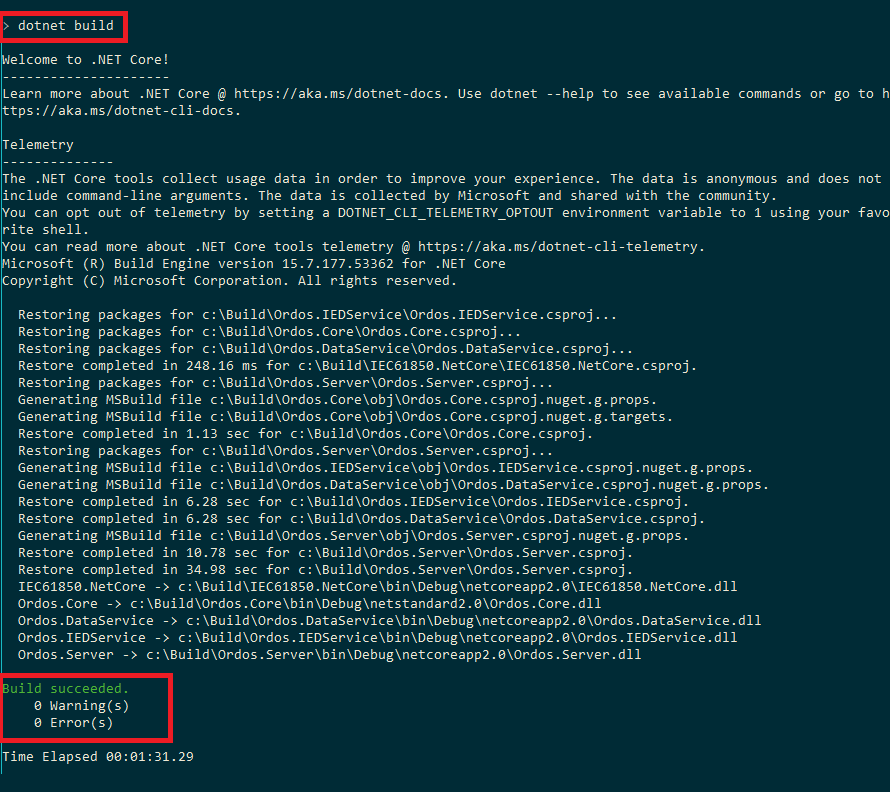 > dotnet build
Welcome to .NET Core!
---------------------
Learn more about .NET Core @ https://aka.ms/dotnet-docs. Use dotnet --help to see available commands or go to h
ttps://aka.ms/dotnet-cli-docs.
Telemetry
--------------
The .NET Core tools collect usage data in order to improve your experience. The data is anonymous and does not
include command-line arguments. The data is collected by Microsoft and shared with the community.
You can opt out of telemetry by setting a DOTNET_CLI_TELEMETRY_OPTOUT environment variable to 1 using your favo
rite shell.
You can read more about .NET Core tools telemetry @ https://aka.ms/dotnet-cli-telemetry.
Microsoft (R) Build Engine version 15.7.177.53362 for .NET Core
Copyright (C) Microsoft Corporation. All rights reserved.
Restoring packages for c:\Build\Ordos.IEDService\Ordos.IEDService.csproj...
Restoring packages for c:\Build\Ordos.Core\Ordos.Core.csproj...
Restoring packages for c:\Build\Ordos.DataService\Ordos.DataService.csproj...
Restore completed in 248.16 ms for c:\Build\IEC61850.NetCore\IEC61850.NetCore.csproj.
Restoring packages for c:\Build\Ordos.Server\Ordos.Server.csproj...
Generating MSBuild file c:\Build\Ordos.Core\obj\Ordos.Core.csproj.nuget.g.props.
Generating MSBuild file c:\Build\Ordos.Core\obj\Ordos.Core.csproj.nuget.g.targets.
Restore completed in 1.13 sec for c:\Build\Ordos.Core\Ordos.Core.csproj.
Restoring packages for c:\Build\Ordos.Server\Ordos.Server.csproj...
Generating MSBuild file c:\Build\Ordos.IEDService\obj\Ordos.IEDService.csproj.nuget.g.props.
Generating MSBuild file c:\Build\Ordos.DataService\obj\Ordos.DataService.csproj.nuget.g.props.
Restore completed in 6.28 sec for c:\Build\Ordos.IEDService\Ordos.IEDService.csproj.
Restore completed in 6.28 sec for c:\Build\Ordos.DataService\Ordos.DataService.csproj.
Generating MSBuild file c:\Build\Ordos.Server\obj\Ordos.Server.csproj.nuget.g.props.
Restore completed in 10.78 sec for c:\Build\Ordos.Server\Ordos.Server.csproj.
Restore completed in 34.98 sec for c:\Build\Ordos.Server\Ordos.Server.csproj.
IEC61850.NetCore -> c:\Build\IEC61850.NetCore\bin\Debug\netcoreapp2.0\IEC61850.NetCore.dll
Ordos.Core -> c:\Build\Ordos.Core\bin\Debug\netstandard2.0\Ordos.Core.dll
Ordos.DataService -> c:\Build\Ordos.DataService\bin\Debug\netcoreapp2.0\Ordos.DataService.dll
Ordos.IEDService -> c:\Build\Ordos.IEDService\bin\Debug\netcoreapp2.0\Ordos.IEDService.dll
Ordos.Server -> c:\Build\Ordos.Server\bin\Debug\netcoreapp2.0\Ordos.Server.dll
Build succeeded.
0 Warning(s)
0 Error(s)
Time Elapsed 00:01:31.29